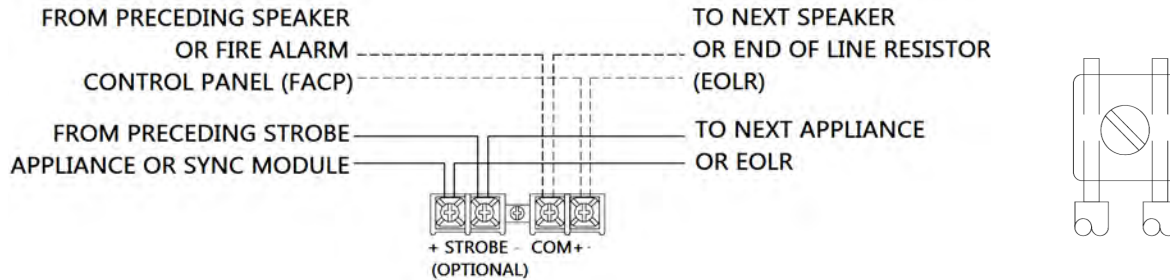 FROM PRECEDING SPEAKER
OR FIRE ALARM
CONTROL PANEL (FACP)
TO NEXT SPEAKER
OR END OF LINE RESISTOR
(EOLR)
FROM PRECEDING STROBE
APPLIANCE OR SYNC MODULE
TO NEXT APPLIANCE
OR EOLR
+ STROBE - COM+ -
(OPTIONAL)